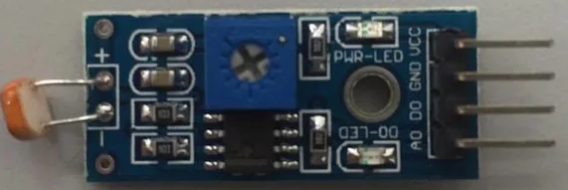 +
PWR-LED
VCC
GND
DO
AO
DO-LED
-